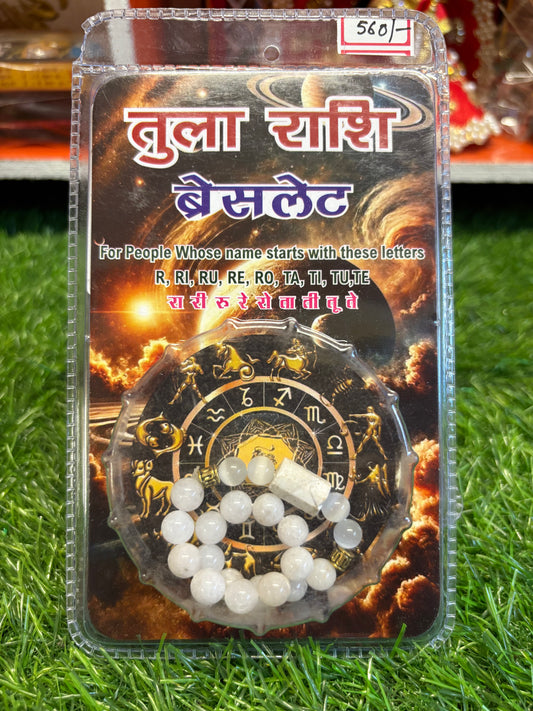 560/-
तुला राशि
ब्रेसलेट
For People Whose name starts with these letters
R, RI, RU, RE, RO, TA, TI, TU,TE
रा री रु रे रो ता ती तू ते